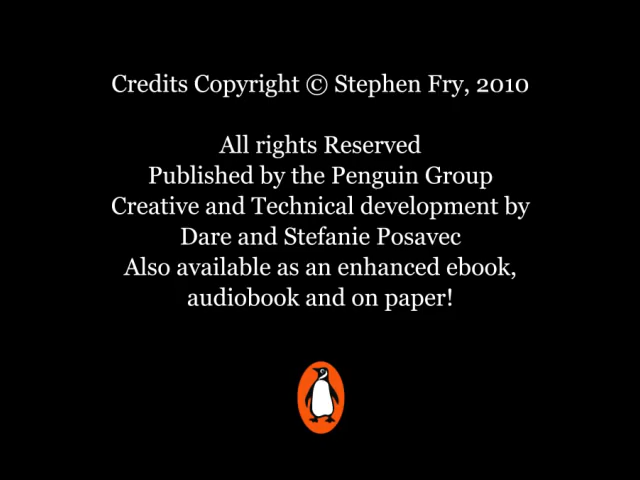 Credits Copyright © Stephen Fry, 2010
All rights Reserved
Published by the Penguin Group
Creative and Technical development by
Dare and Stefanie Posavec
Also available as an enhanced ebook,
audiobook and on paper!